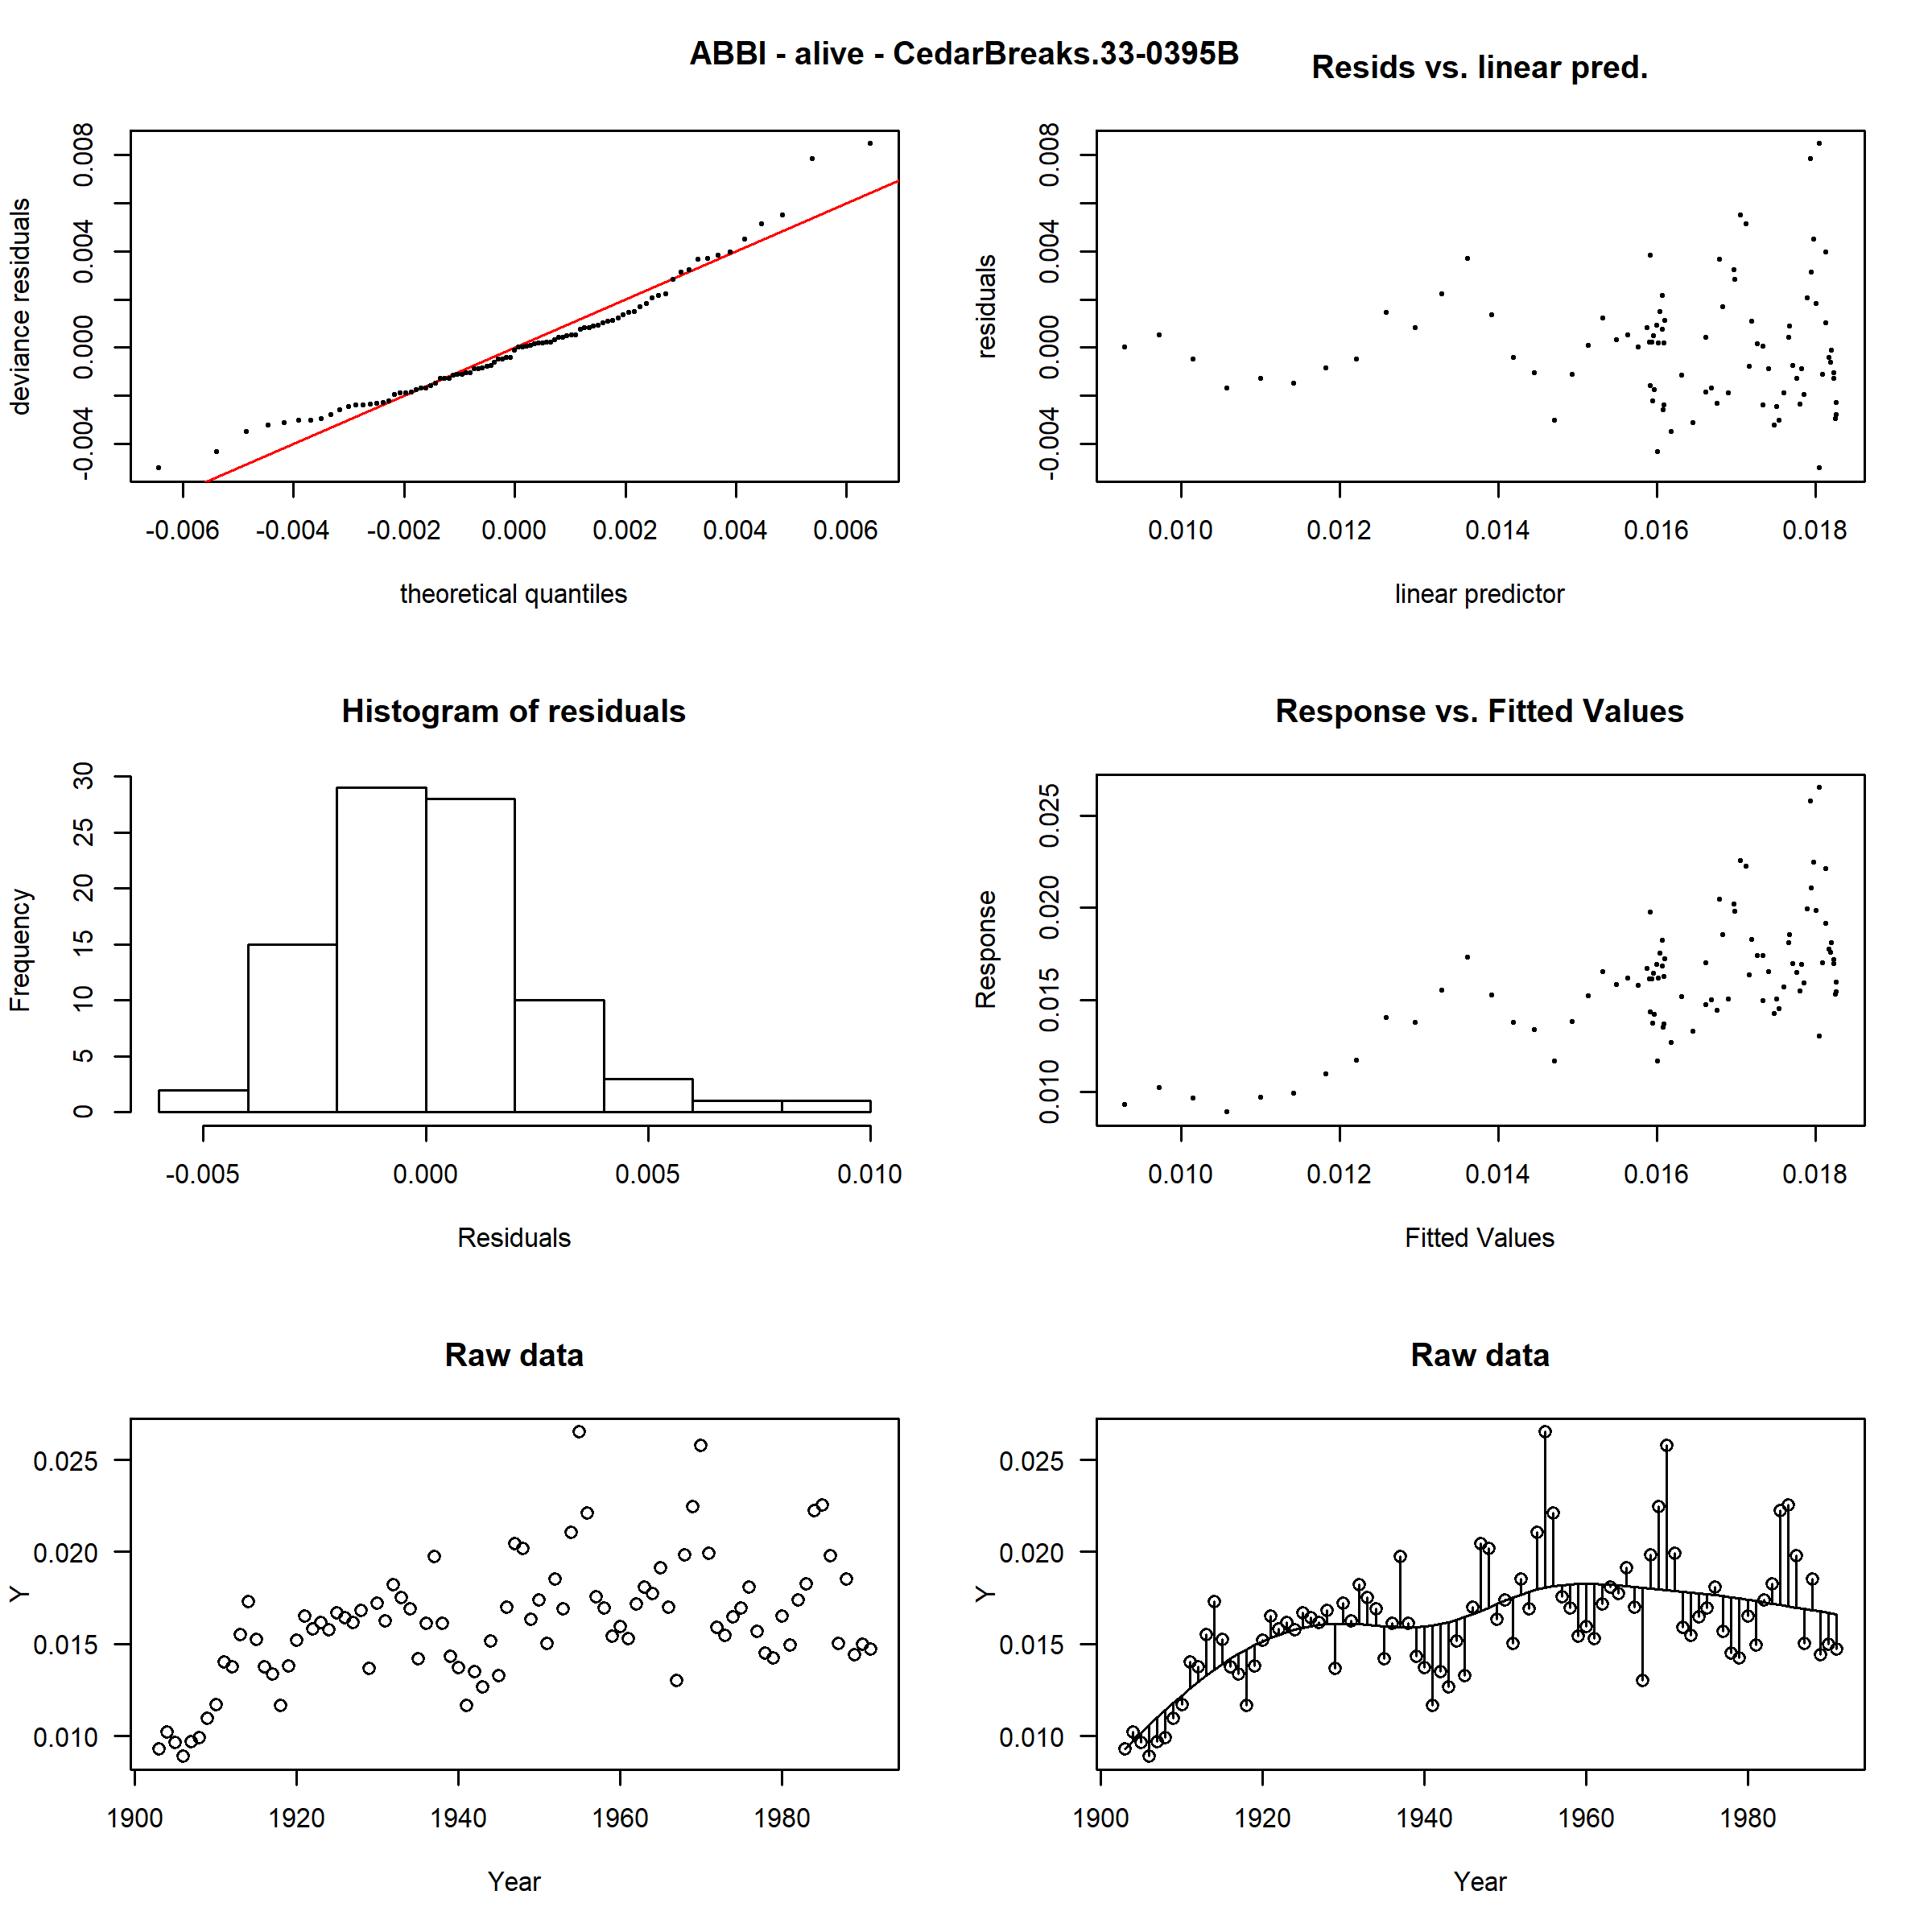 ABBI - alive - CedarBreaks.33-0395B
Resids vs. linear pred.
deviance residuals
-0.004 0.000 0.004 0.008
-0.006 -0.004 -0.002 0.000 0.002 0.004 0.006
theoretical quantiles
residuals
-0.004 0.000 0.004 0.008
0.010 0.012 0.014 0.016 0.018
linear predictor
Histogram of residuals
Frequency
0 5 10 15 20 25 30
-0.005 0.000 0.005 0.010
Residuals
Response vs. Fitted Values
Response
0.010 0.015 0.020 0.025
0.010 0.012 0.014 0.016 0.018
Fitted Values
Raw data
Y
0.025
0.020
0.015
0.010
1900 1920 1940 1960 1980
Year
Raw data
Y
0.025
0.020
0.015
0.010
1900 1920 1940 1960 1980
Year